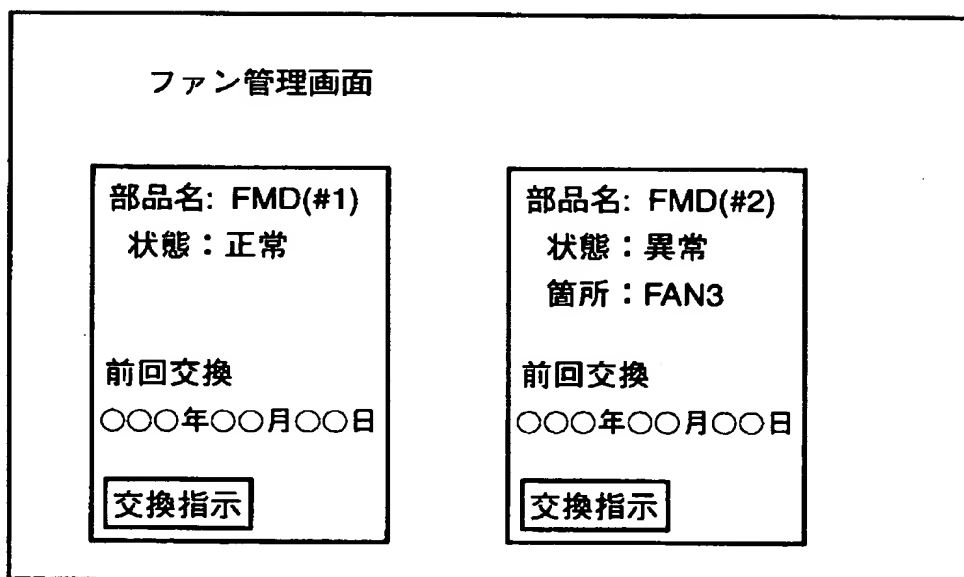 ファン管理画面
部品名: FMD(#1)
状態：正常
前回交換
○○○年○○月○○日
交換指示
部品名: FMD(#2)
状態：異常
箇所：FAN3
前回交換
○○○年○○月○○日
交換指示